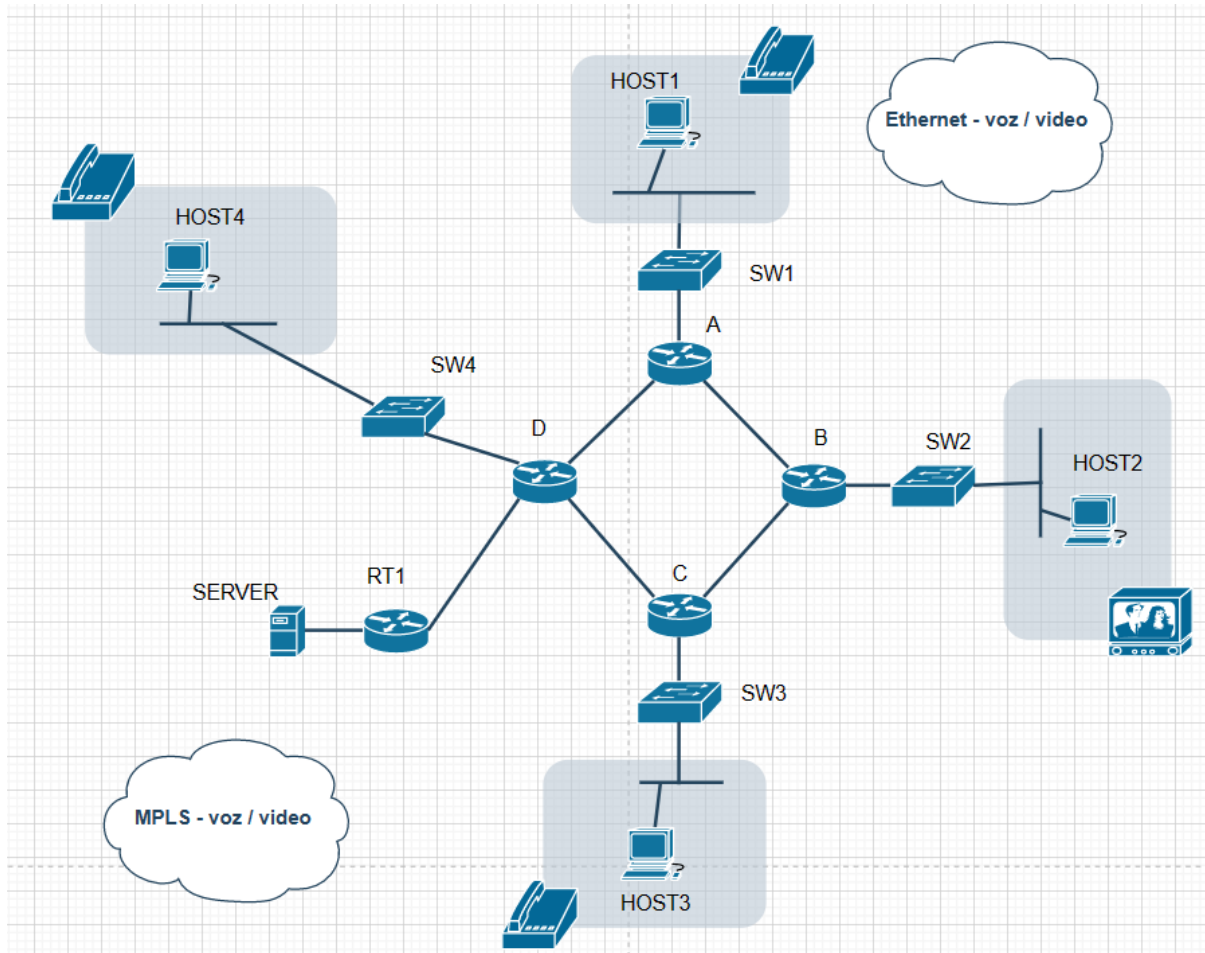 HOST1
Ethernet - voz / video
HOST4
SW1
A
SW4
D
B
SW2
HOST2
RT1
C
SERVER
SW3
MPLS - voz / video
HOST3